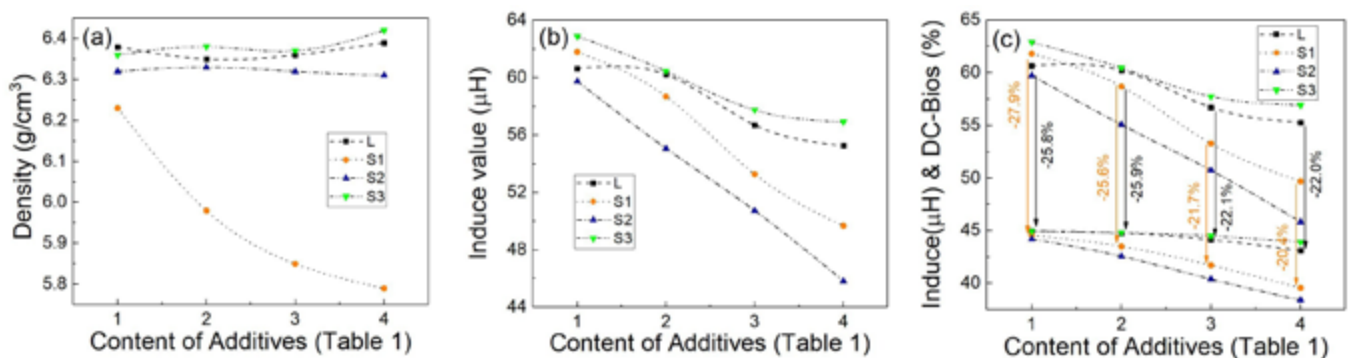 (a)
6.4
6.3
6.2
6.1
6.0
5.9
5.8
Density (g/cm3)
L
S1
S2
S3
1 2 3 4
Content of Additives (Table 1)
(b)
64
60
56
52
48
44
Induce value (μH)
L
S1
S2
S3
1 2 3 4
Content of Additives (Table 1)
(c)
65
60
55
50
45
40
Induce(μH) & DC-Bios (%)
L
S1
S2
S3
-27.9%
-25.8%
-25.6%
-25.9%
-21.7%
-22.1%,
-20.4%
-22.0%
1 2 3 4
Content of Additives (Table 1)